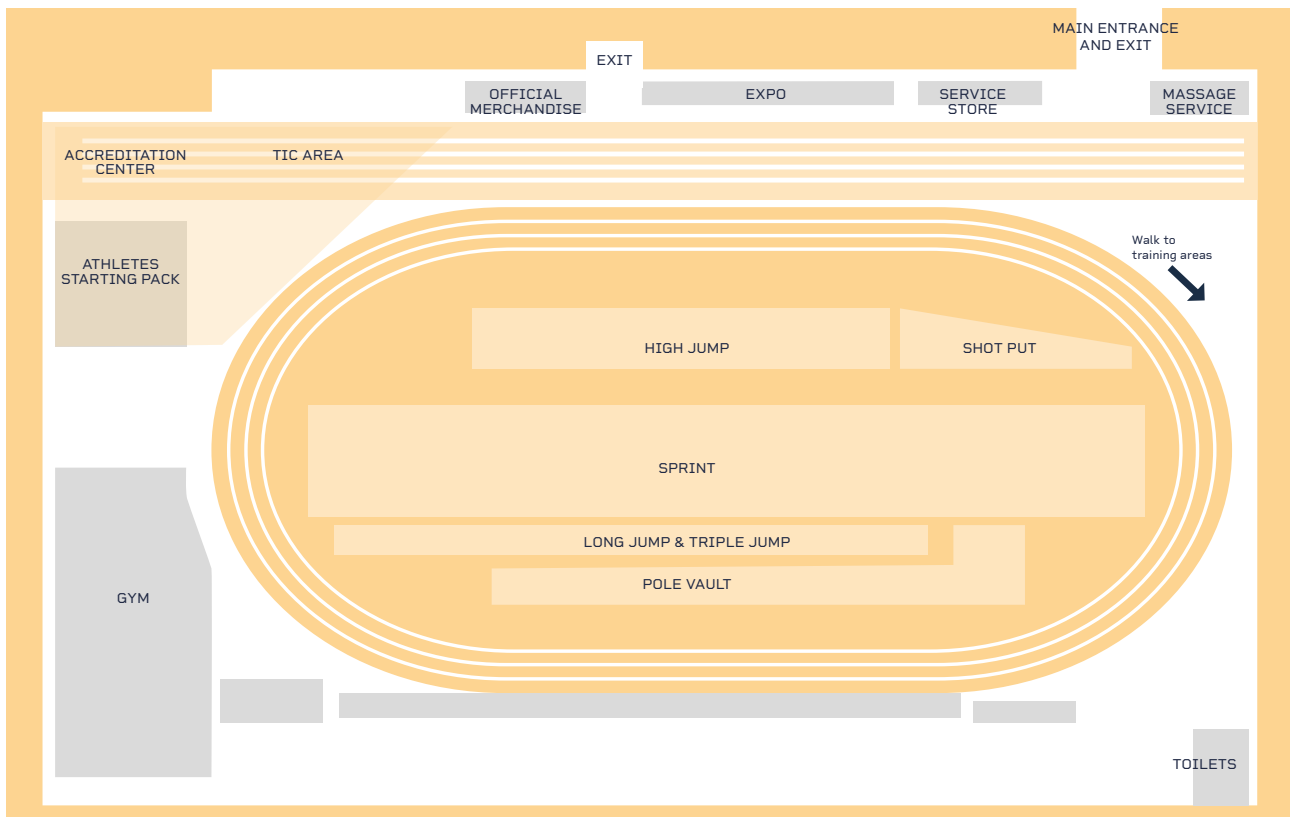 MAIN ENTRANCE
AND EXIT
EXIT
OFFICIAL
MERCHANDISE
EXPO
SERVICE
STORE
MASSAGE
SERVICE
ACCREDITATION
CENTER
TIC AREA
Walk to
training areas
ATHLETES
STARTING PACK
HIGH JUMP
SHOT PUT
SPRINT
LONG JUMP & TRIPLE JUMP
POLE VAULT
GYM
TOILETS